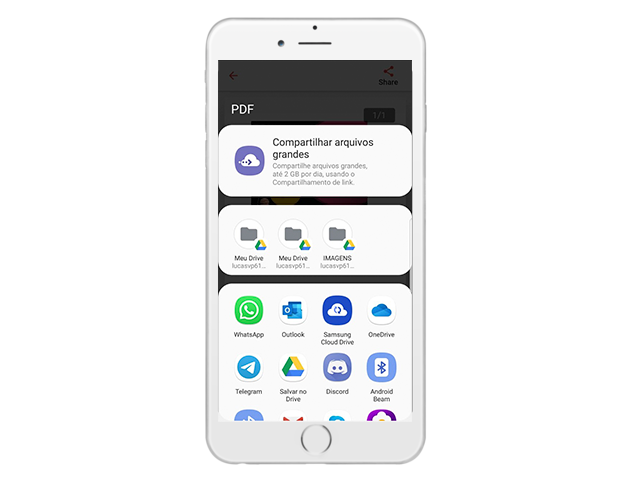 Share
PDF
1/1
Compartilhar arquivos
grandes
Compartilhe arquivos grandes,
até 2 GB por dia, usando o
Compartilhamento de link.
Meu Drive
lucasvp61...
Meu Drive
lucasvp61...
IMAGENS
lucasvp61...
WhatsApp
Outlook
Samsung
Cloud Drive
OneDrive
Telegram
Salvar no
Drive
Discord
Android
Beam